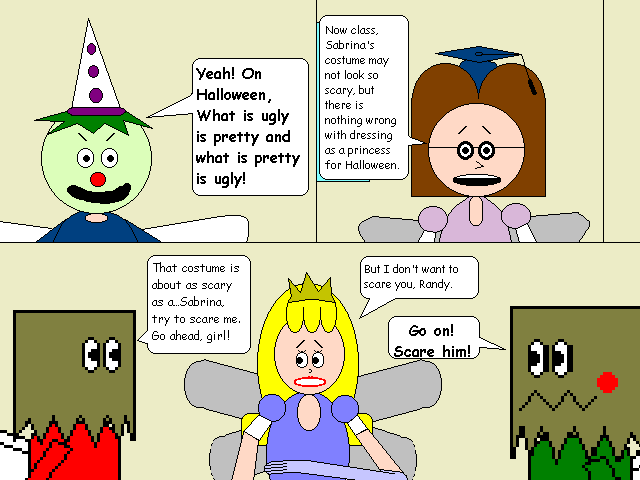 Yeah! On
Halloween,
What is ugly
is pretty and
what is pretty
is ugly!
Now class,
Sabrina's
costume may
not look so
scary, but
there is
nothing wrong
with dressing
as a princess
for Halloween.
That costume is
about as scary
as a...Sabrina,
try to scare me.
Go ahead, girl!
But I don't want to
scare you, Randy.
Go on!
Scare him!